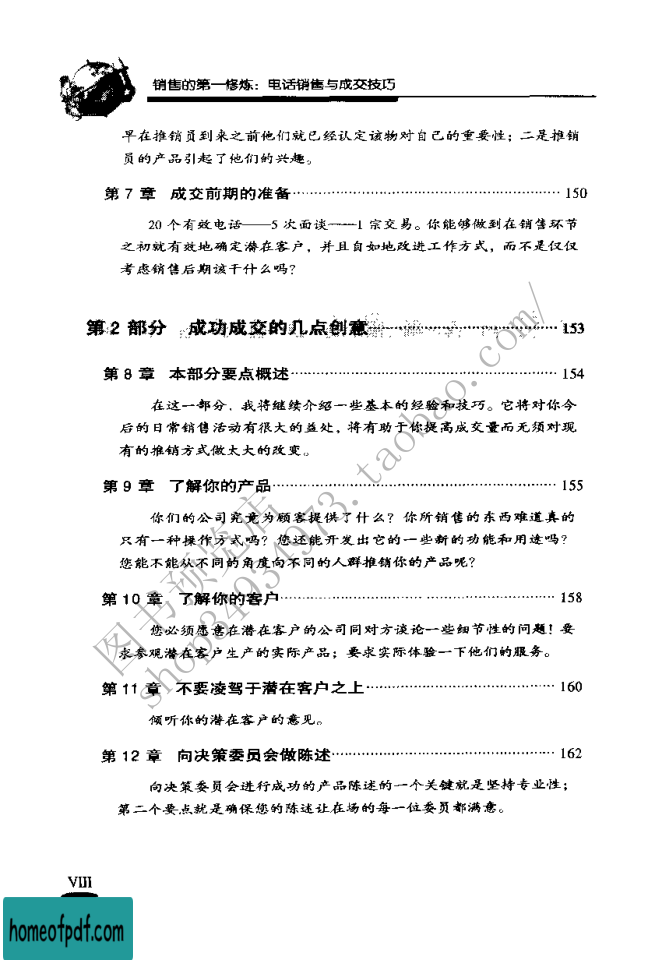 销售的第一修炼：电话销售与成交技巧
早在推销员到来之前他们就已经认定该物对自己的重要性；二是推销
员的产品引起了他们的兴趣。
第 7 章 成交前期的准备…………………………………………… 150
20 个有效电话——5 次面谈——1 宗交易。你能够做到在销售环节
之初就有效地确定潜在客户，并且自如地改进工作方式，而不是仅仅
考虑销售后期该干什么吗？
第 2 部分 成功成交的几点创意…………………………………… 153
第 8 章 本部分要点概述…………………………………………… 154
在这一部分，我将继续介绍一些基本的经验和技巧。它将对你今
后的日常销售活动有很大的益处，将有助于你提高成交量而无须对现
有的推销方式做太大的改变。
第 9 章 了解你的产品……………………………………………… 155
你们的公司究竟为顾客提供了什么？你所销售的东西难道真的
只有一种操作方式吗？您还能开发出它的一些新的功能和用途吗？
您能不能从不同的角度向不同的人群推销你的产品呢？
第 10 章 了解你的客户…………………………………………… 158
您必须愿意在潜在客户的公司同对方谈论一些细节性的问题！要
求参观潜在客户生产的实际产品；要求实际体验一下他们的服务。
第 11 章 不要凌驾于潜在客户之上……………………………… 160
倾听你的潜在客户的意见。
第 12 章 向决策委员会做陈述…………………………………… 162
向决策委员会进行成功的产品陈述的一个关键就是坚持专业性；
第二个要点就是确保您的陈述让在场的每一位委员都满意。
图书预览店
shop34934973.taobao.com/
VIII
homeofpdf.com